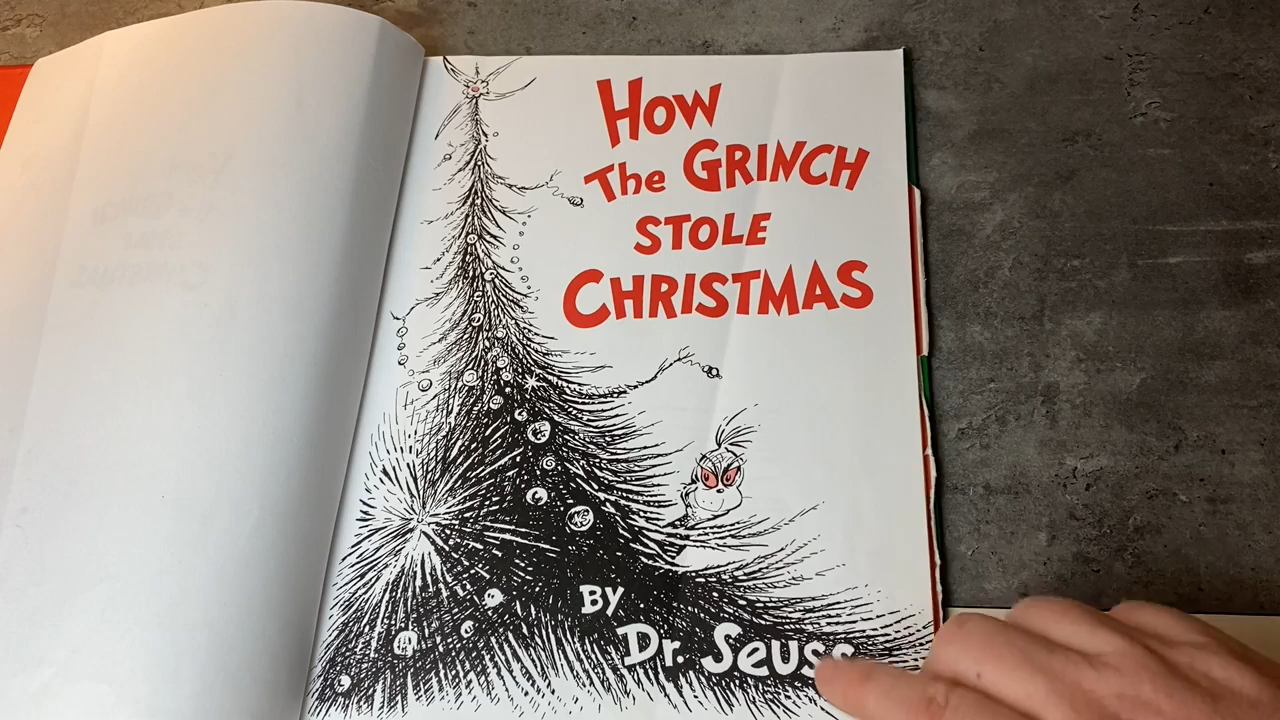 How
The GRINCH
STOLE
CHRISTMAS
BY
Dr. Seuss